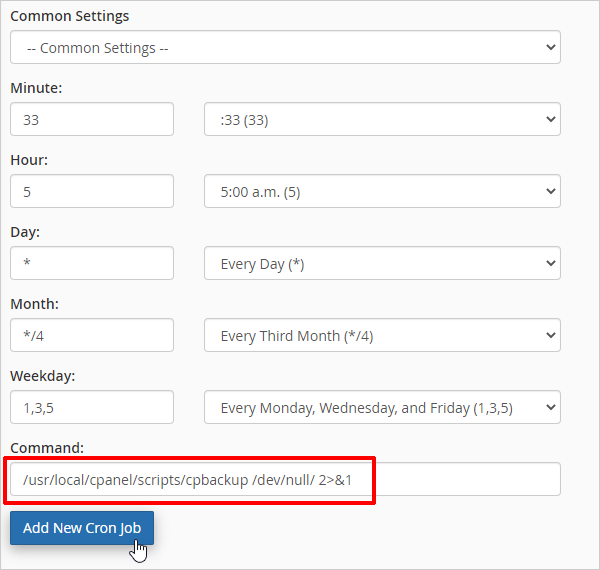 Common Settings
-- Common Settings --
Minute:
33 :33 (33)
Hour:
5 5:00 a.m. (5)
Day:
* Every Day (*)
Month:
*/4 Every Third Month (*/4)
Weekday:
1,3,5 Every Monday, Wednesday, and Friday (1,3,5)
Command:
/usr/local/cpanel/scripts/cpbackup /dev/null/ 2>&1
Add New Cron Job